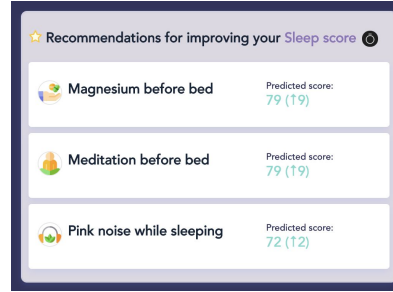 Recommendations for improving your Sleep score
Magnesium before bed
Predicted score:
79 (↑9)
Meditation before bed
Predicted score:
79 (↑9)
Pink noise while sleeping
Predicted score:
72 (↑2)